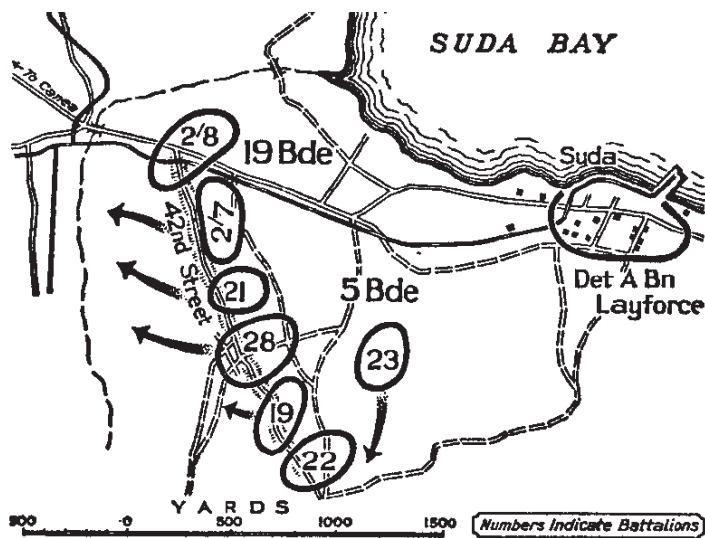 SUDA BAY
← To Canea
2/8
19 Bde
Suda
2/7
42nd Street
21
5 Bde
Det A Bn
Layforce
28
23
19
22
YARDS
500 0 500 1000 1500
Numbers Indicate Battalions